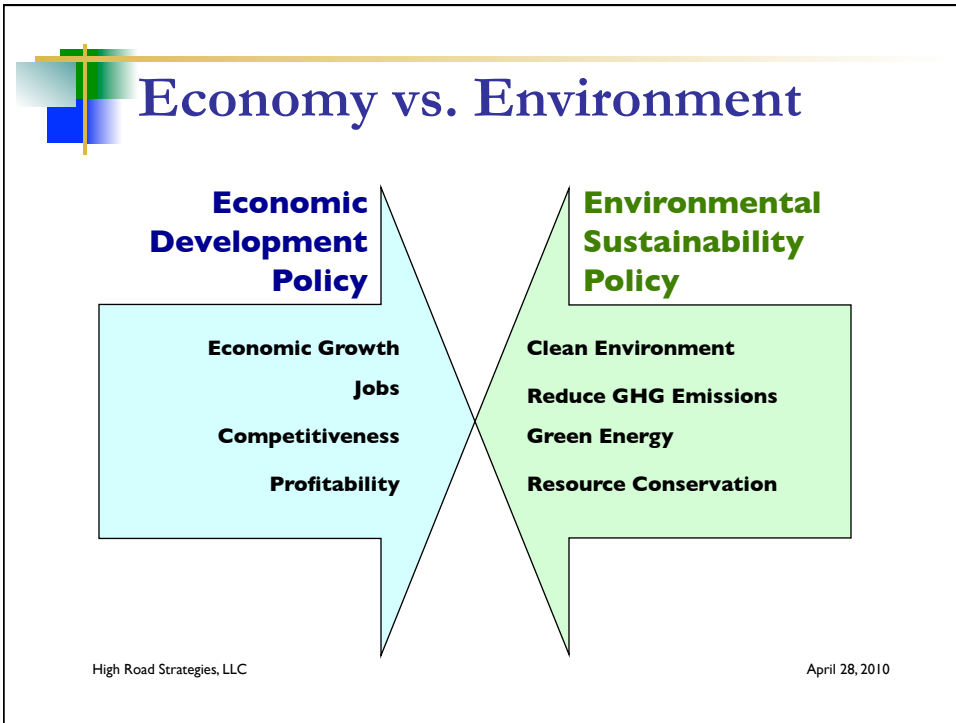 Economy vs. Environment
Economic
Development
Policy
Economic Growth
Jobs
Competitiveness
Profitability
Environmental
Sustainability
Policy
Clean Environment
Reduce GHG Emissions
Green Energy
Resource Conservation
High Road Strategies, LLC
April 28, 2010